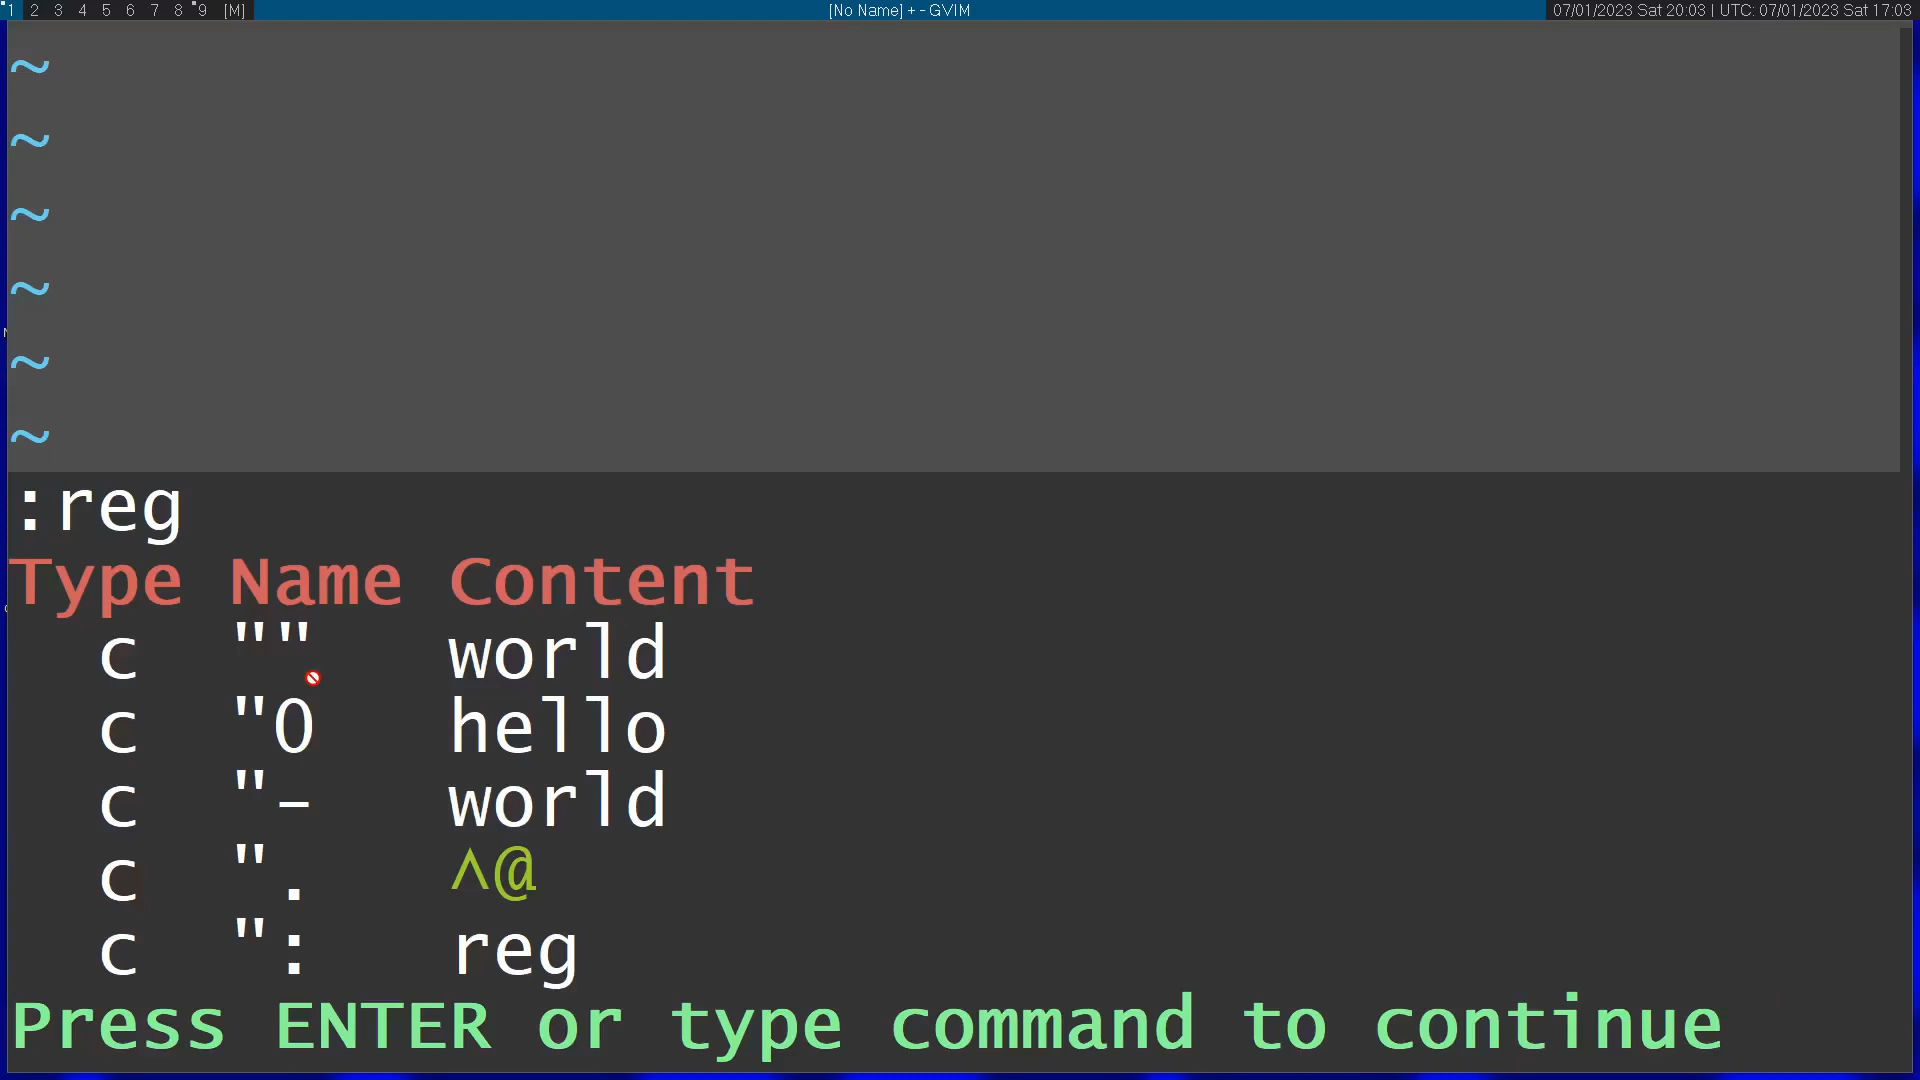 1 2 3 4 5 6 7 8 9 [M] [No Name] + - GVIM 07/01/2023 Sat 20:03 | UTC: 07/01/2023 Sat 17:03
~
~
~
~
~
~
:reg
Type Name Content
c "" world
c "0 hello
c "- world
c ". ^@
c ": reg
Press ENTER or type command to continue